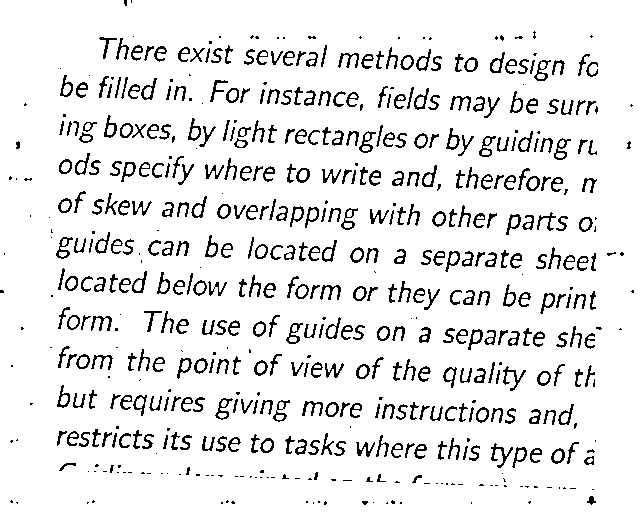 There exist several methods to design fo
be filled in. For instance, fields may be surr
ing boxes, by light rectangles or by guiding ru
ods specify where to write and, therefore, m
of skew and overlapping with other parts of
guides can be located on a separate sheet
located below the form or they can be print
form. The use of guides on a separate she
from the point of view of the quality of th
but requires giving more instructions and,
restricts its use to tasks where this type of a